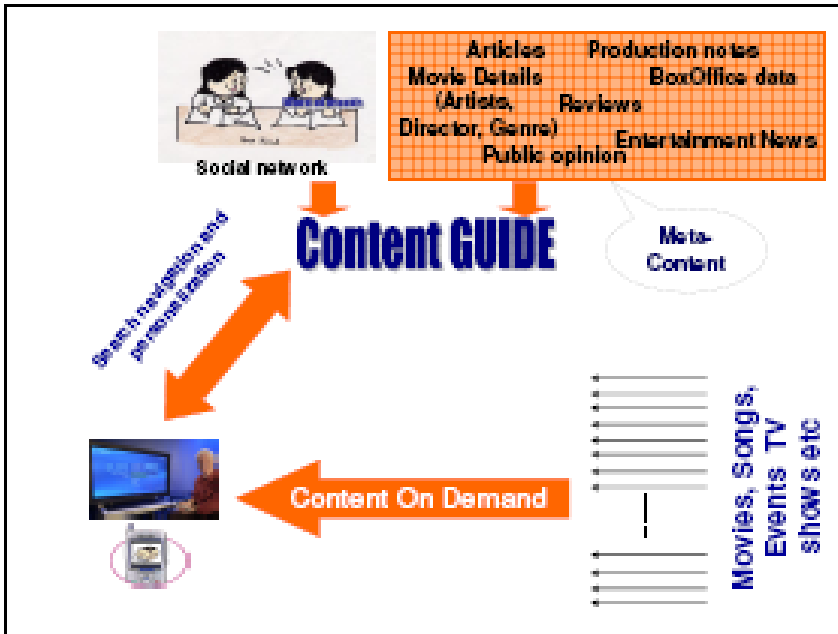 Articles
Production notes
Movie Details
BoxOffice data
(Artists,
Reviews
Director, Genre)
Entertainment News
Public opinion
Social network
Content GUIDE
Meta-
Content
Search navigation and
personalization
Content On Demand
Movies, Songs,
Events TV
shows etc